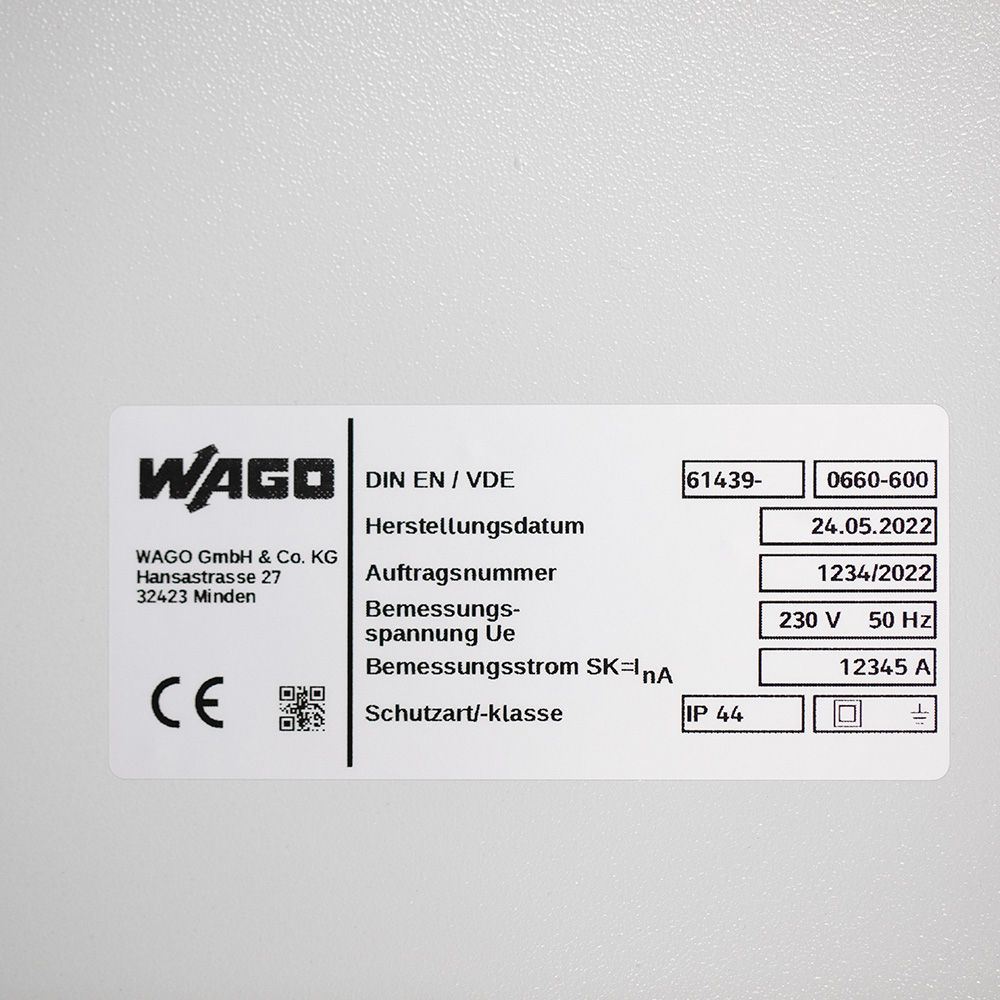 WAGO
WAGO GmbH & Co. KG
Hansastrasse 27
32423 Minden
CE
DIN EN / VDE 61439- 0660-600
Herstellungsdatum 24.05.2022
Auftragsnummer 1234/2022
Bemessungs-
spannung Ue 230 V 50 Hz
Bemessungsstrom SK=InA 12345 A
Schutzart/-klasse IP 44